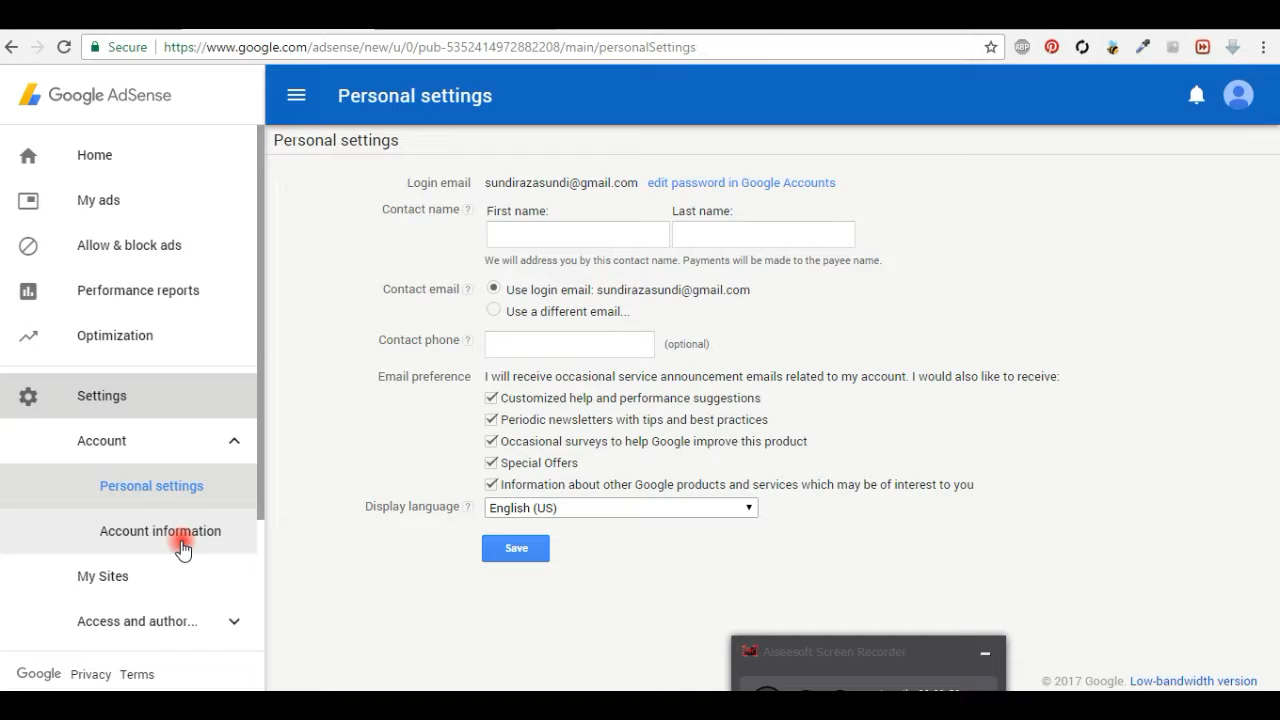 Secure https://www.google.com/adsense/new/u/0/pub-5352414972882208/main/personalSettings
ABP
Google AdSense
Personal settings
Home
My ads
Allow & block ads
Performance reports
Optimization
Settings
Account
Personal settings
Account information
My Sites
Access and author...
Google Privacy Terms
Personal settings
Login email sundirazasundi@gmail.com edit password in Google Accounts
Contact name ? First name: Last name:
We will address you by this contact name. Payments will be made to the payee name.
Contact email ? Use login email: sundirazasundi@gmail.com
Use a different email...
Contact phone ? (optional)
Email preference I will receive occasional service announcement emails related to my account. I would also like to receive:
Customized help and performance suggestions
Periodic newsletters with tips and best practices
Occasional surveys to help Google improve this product
Special Offers
Information about other Google products and services which may be of interest to you
Display language ? English (US)
Save
Aiseesoft Screen Recorder
© 2017 Google. Low-bandwidth version